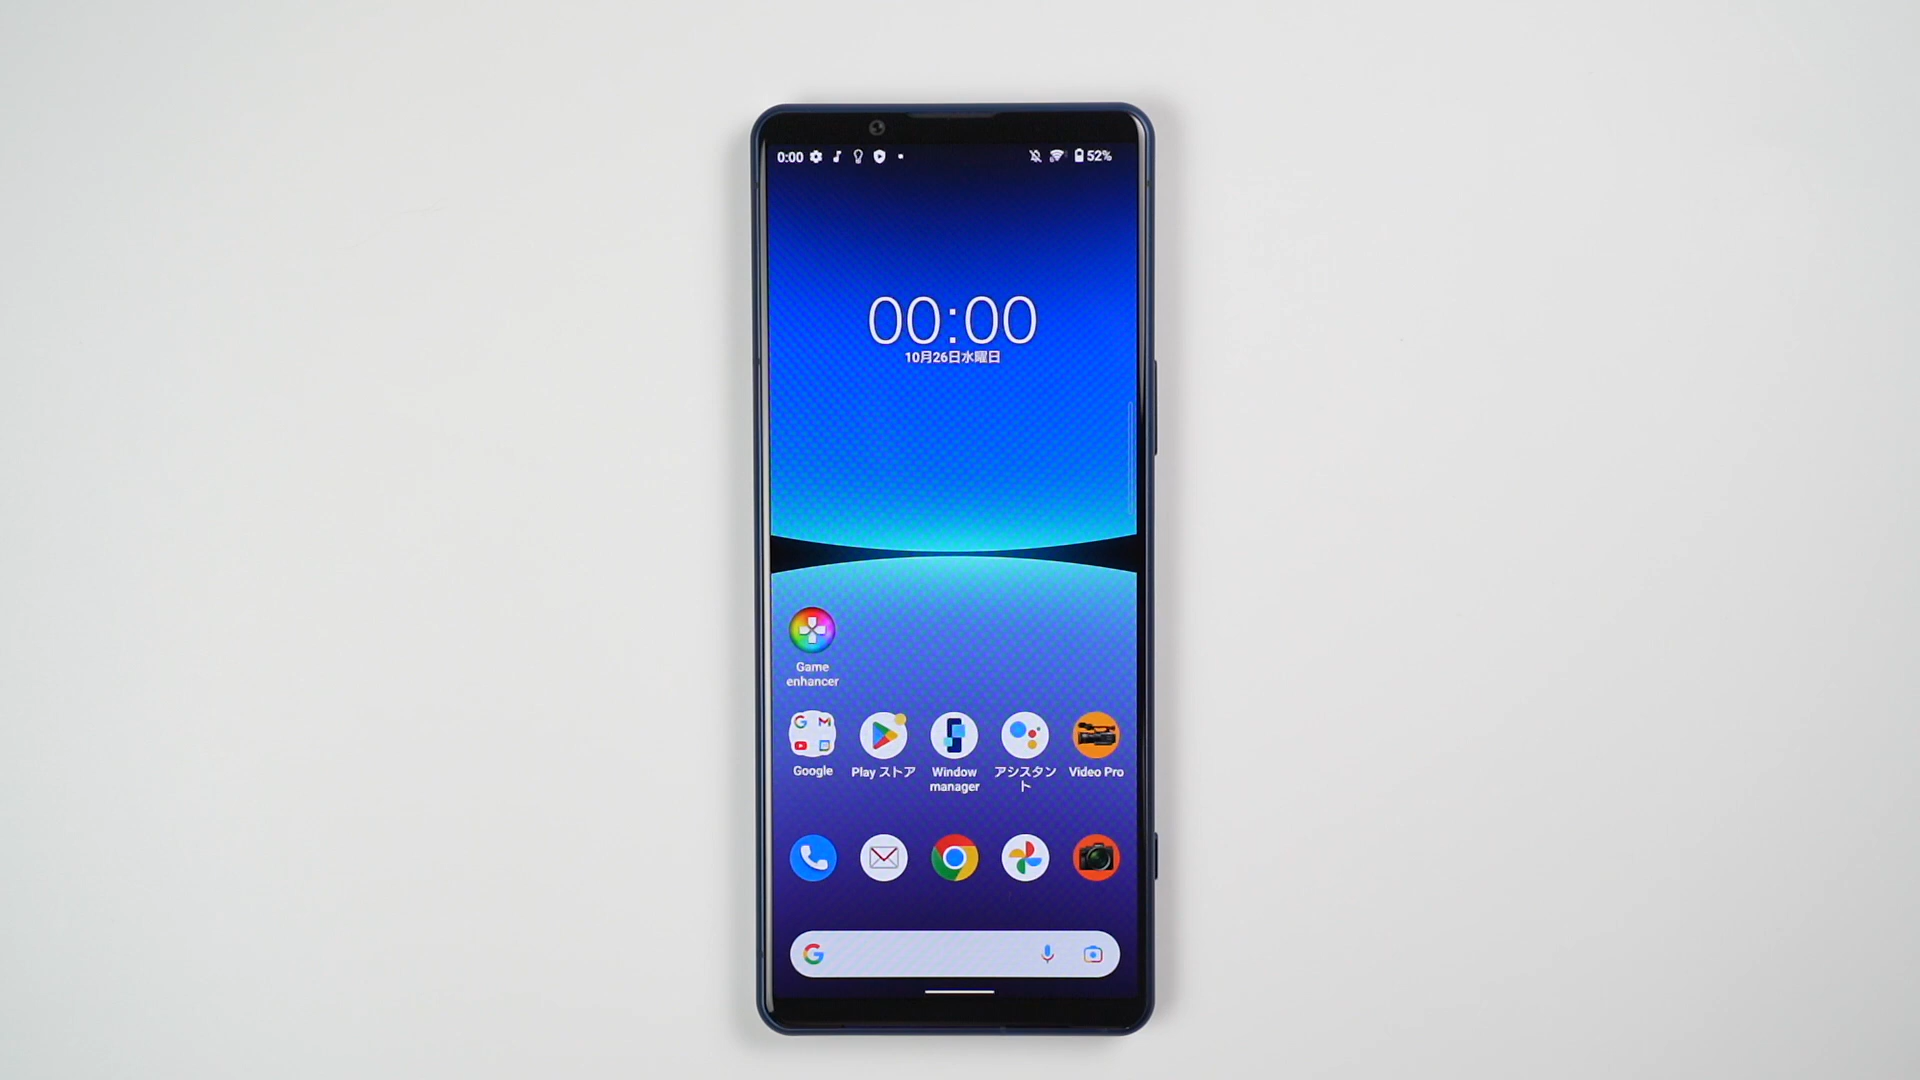 0:00
52%
00:00
10月26日水曜日
Game
enhancer
Google
Play ストア
Window
manager
アシスタン
ト
Video Pro